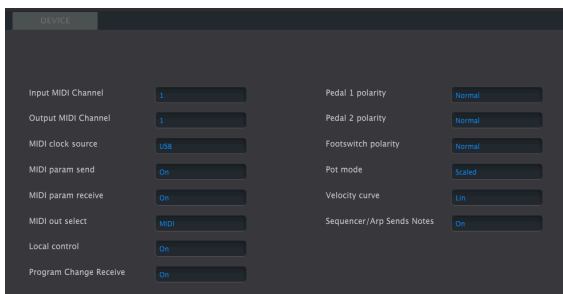 DEVICE
Input MIDI Channel
1
Output MIDI Channel
1
MIDI clock source
USB
MIDI param send
On
MIDI param receive
On
MIDI out select
MIDI
Local control
On
Program Change Receive
On
Pedal 1 polarity
Normal
Pedal 2 polarity
Normal
Footswitch polarity
Normal
Pot mode
Scaled
Velocity curve
Lin
Sequencer/Arp Sends Notes
On